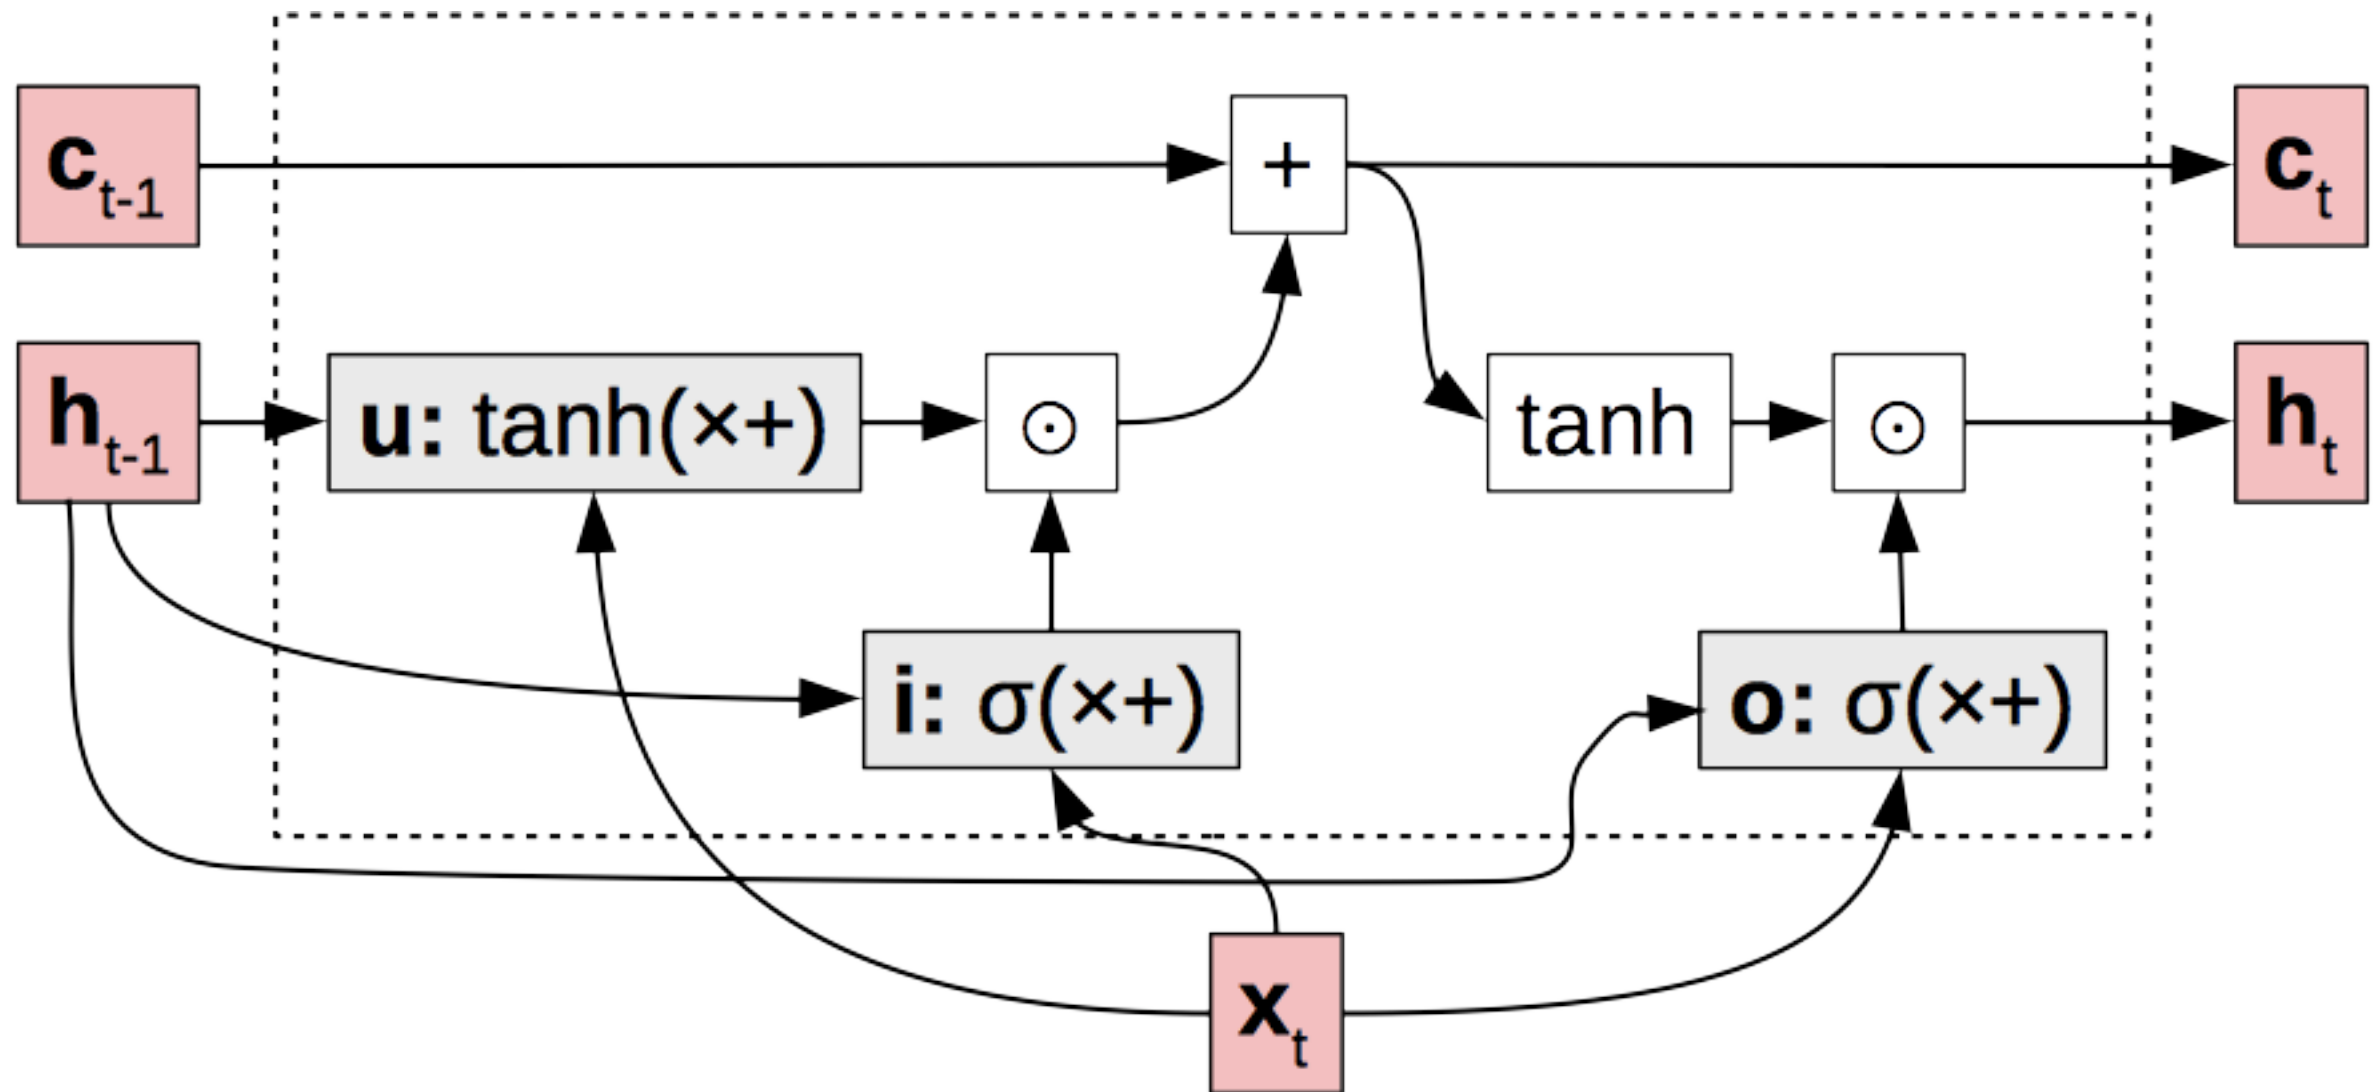 c t-1
+
c t
h t-1
u: tanh(×+)
⊙
tanh
⊙
h t
i: σ(×+)
o: σ(×+)
x t